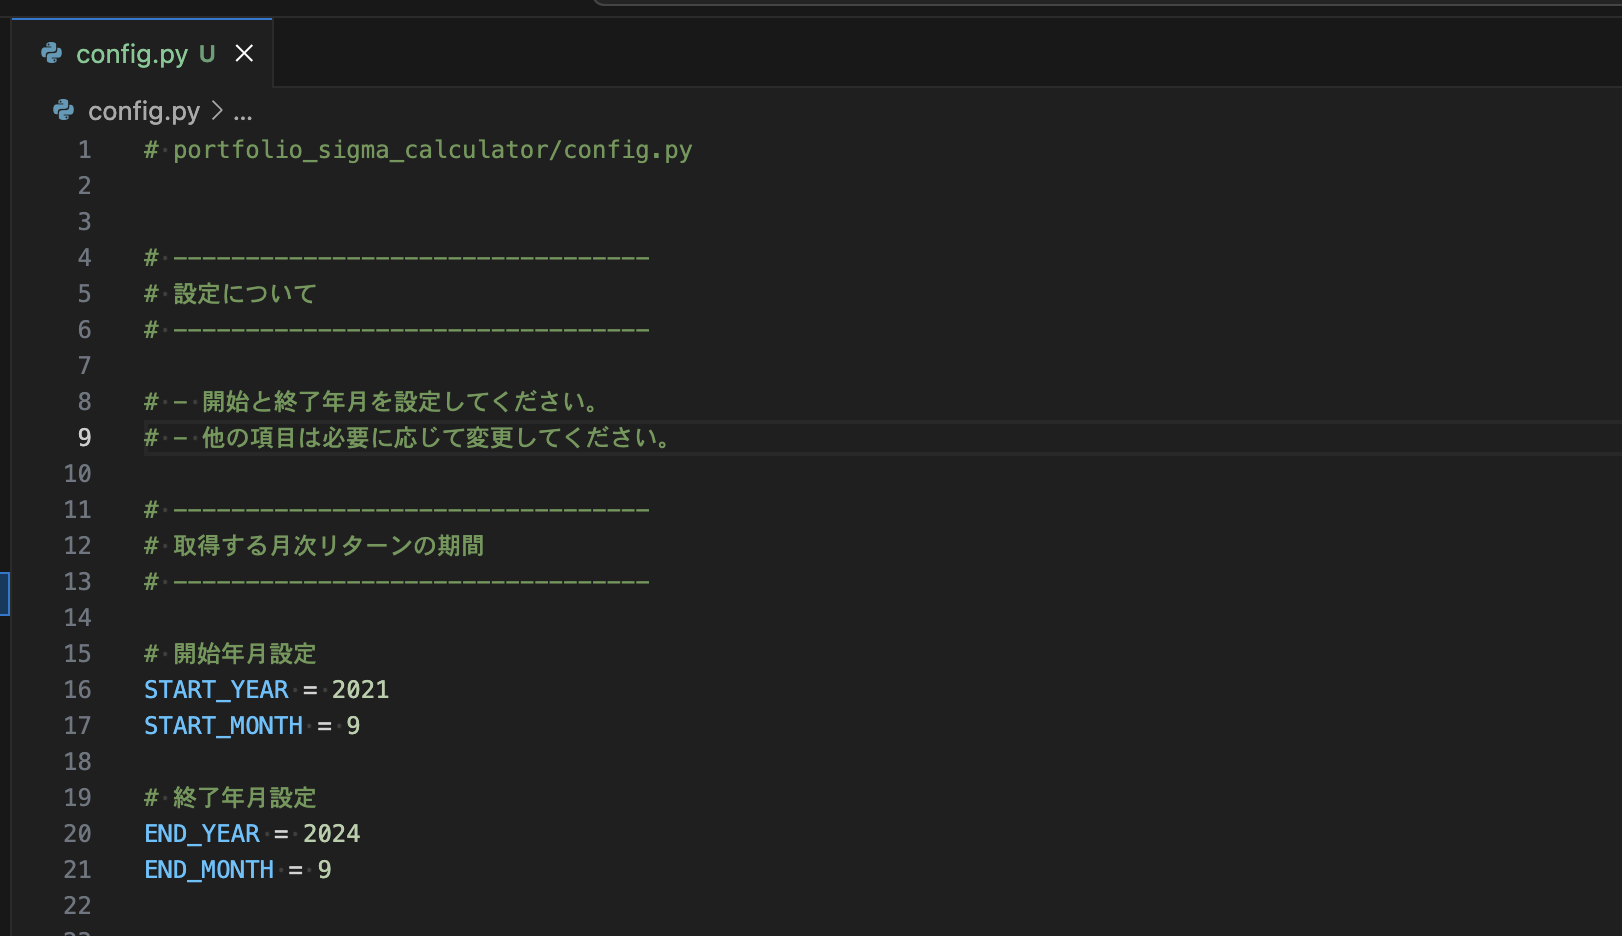 config.py U
config.py > ...
1 # portfolio_sigma_calculator/config.py
2
3
4 # ---------------------------------
5 # 設定について
6 # ---------------------------------
7
8 # - 開始と終了年月を設定してください。
9 # - 他の項目は必要に応じて変更してください。
10
11 # ---------------------------------
12 # 取得する月次リターンの期間
13 # ---------------------------------
14
15 # 開始年月設定
16 START_YEAR = 2021
17 START_MONTH = 9
18
19 # 終了年月設定
20 END_YEAR = 2024
21 END_MONTH = 9
22